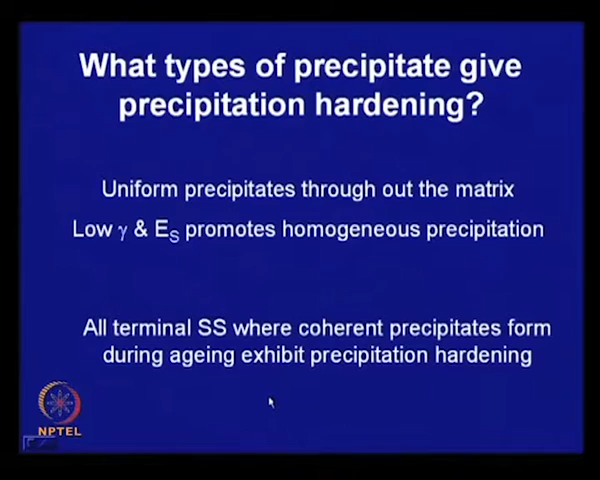 What types of precipitate give
precipitation hardening?
Uniform precipitates through out the matrix
Low γ & E_S promotes homogeneous precipitation
All terminal SS where coherent precipitates form
during ageing exhibit precipitation hardening
NPTEL